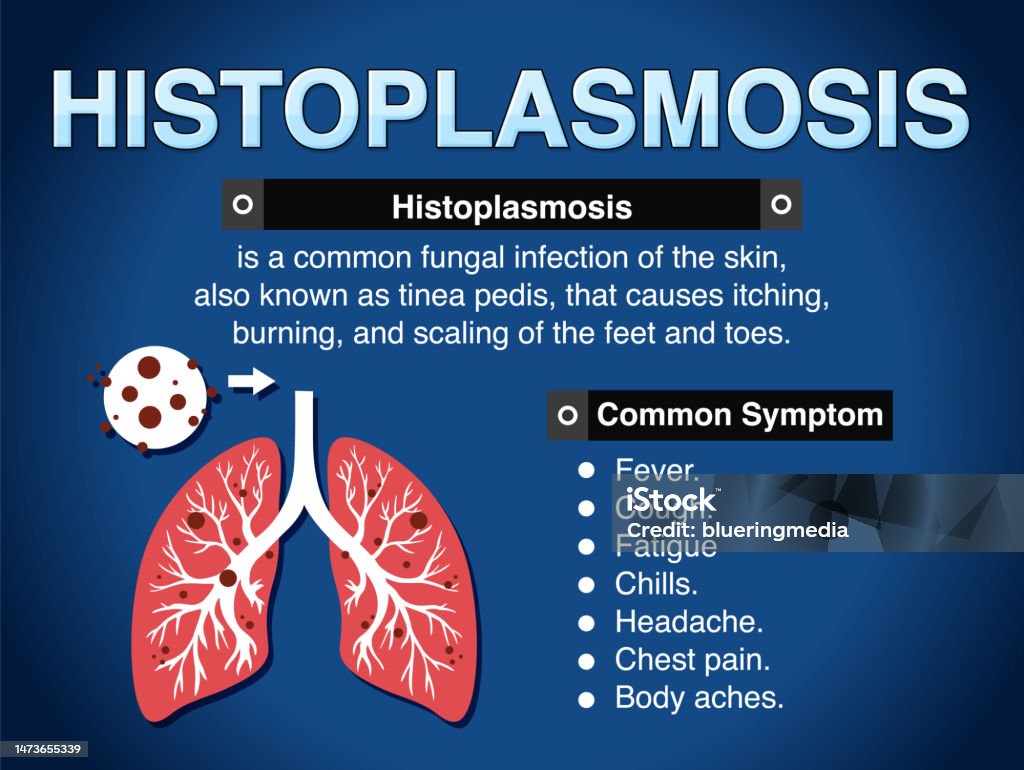 HISTOPLASMOSIS
Histoplasmosis
is a common fungal infection of the skin,
also known as tinea pedis, that causes itching,
burning, and scaling of the feet and toes.
Common Symptom
Fever.
Cough.
Fatigue
Chills.
Headache.
Chest pain.
Body aches.
iStock™
Credit: blueringmedia
1473655339